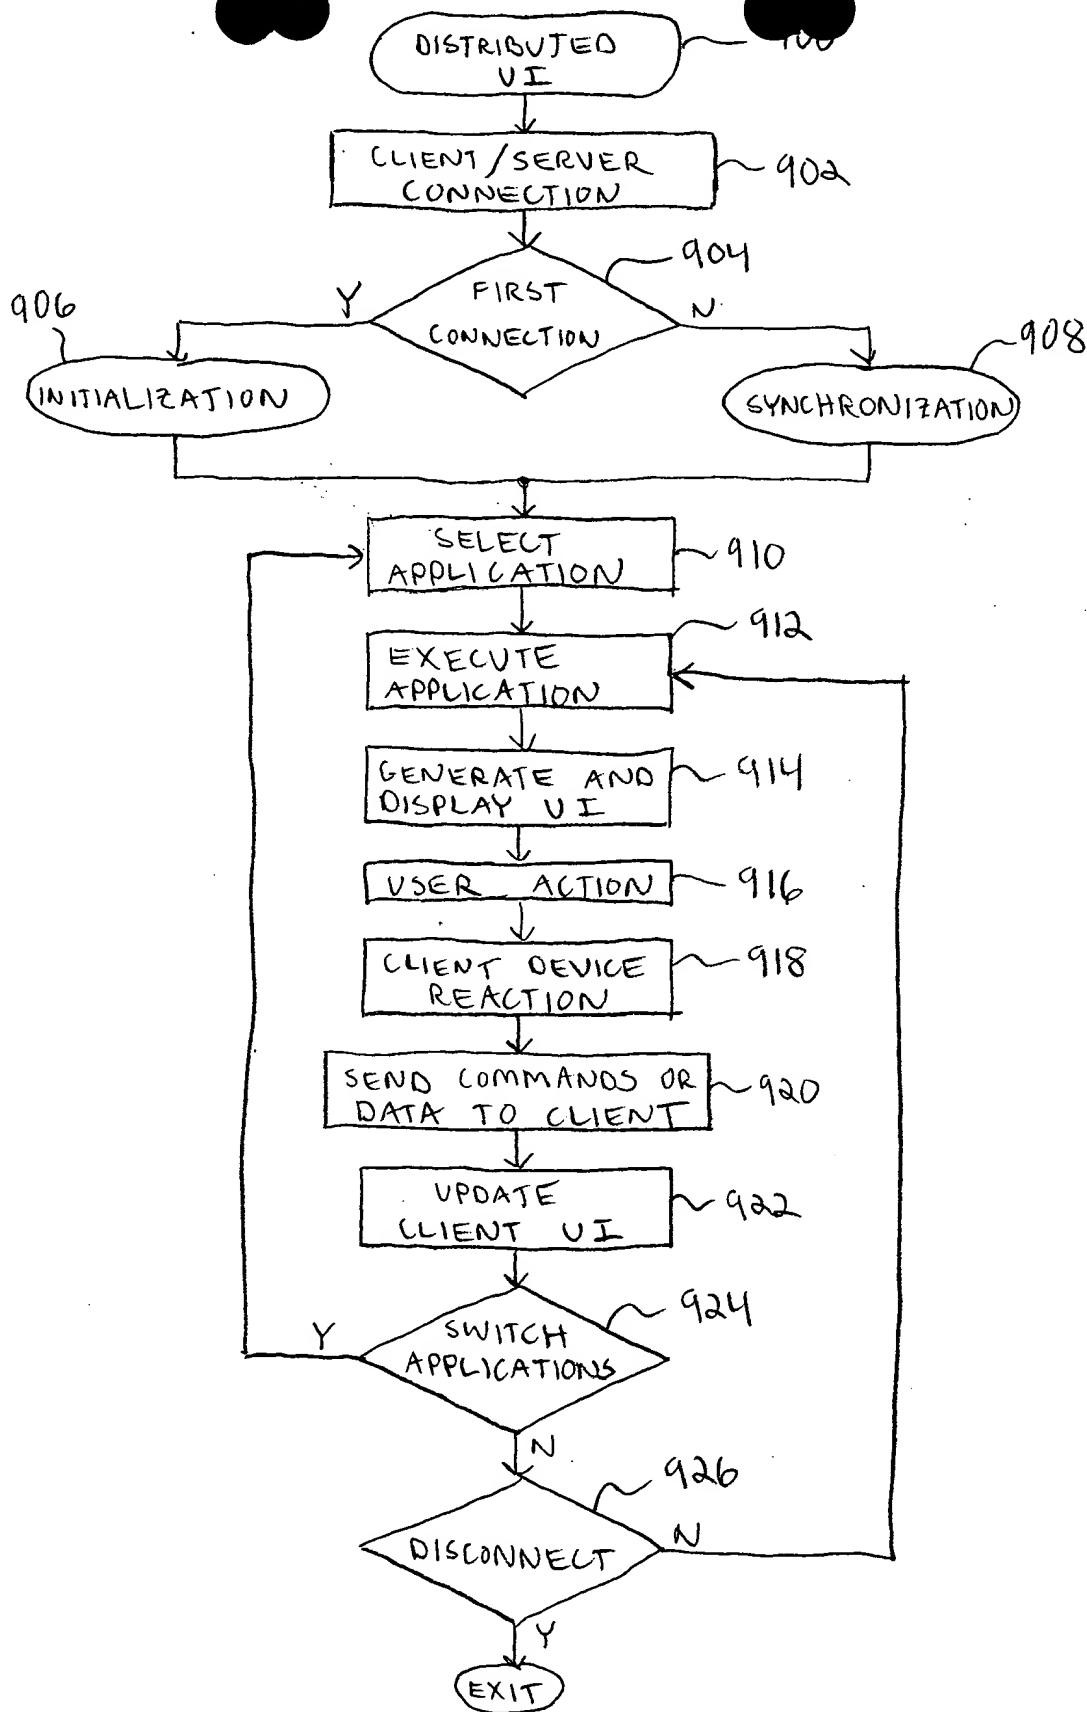 DISTRIBUTED
UI
CLIENT/SERVER
CONNECTION
902
904
FIRST
CONNECTION
Y
N
906
INITIALIZATION
908
SYNCHRONIZATION
SELECT
APPLICATION
910
912
EXECUTE
APPLICATION
GENERATE AND
DISPLAY UI
914
USER ACTION
916
CLIENT DEVICE
REACTION
918
SEND COMMANDS OR
DATA TO CLIENT
920
UPDATE
CLIENT UI
922
924
SWITCH
APPLICATIONS
Y
N
926
DISCONNECT
N
Y
EXIT